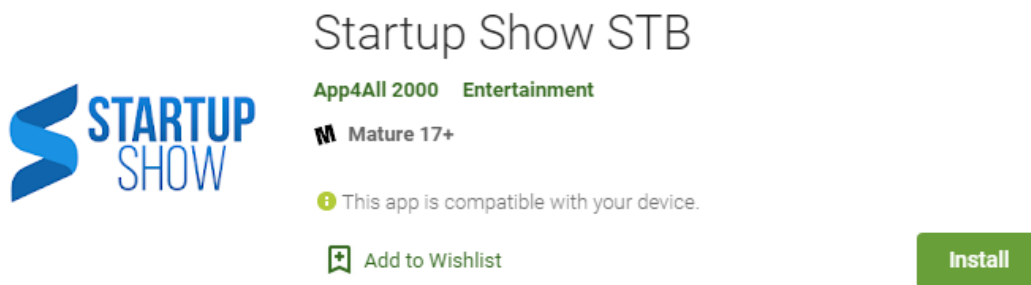 Startup Show STB
STARTUP
SHOW
App4All 2000 Entertainment
M Mature 17+
This app is compatible with your device.
Add to Wishlist
Install